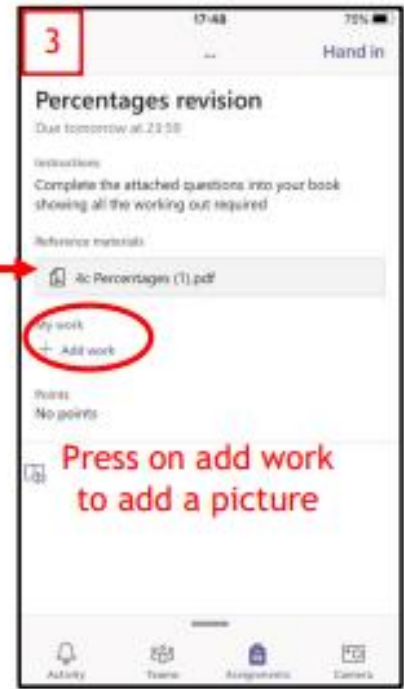 3
17:48
75%
...
Hand in
Percentages revision
Due tomorrow at 23:59
Instructions
Complete the attached questions into your book
showing all the working out required
Reference materials
4c Percentages (1).pdf
My work
+ Add work
Points
No points
Press on add work
to add a picture
Activity
Teams
Assignments
Camera